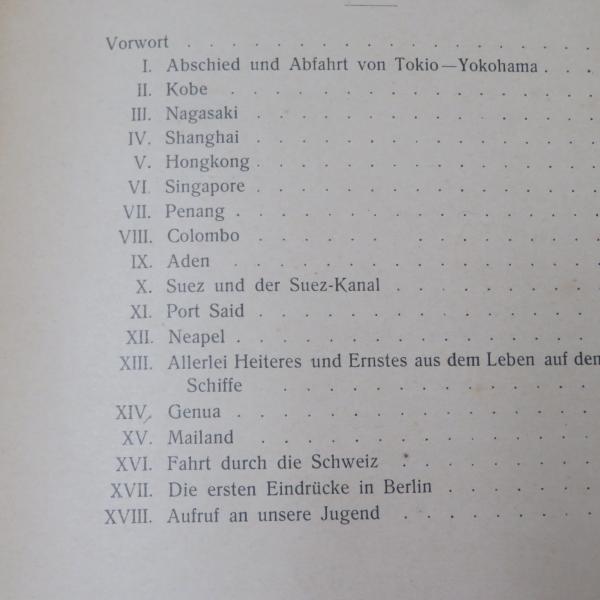 Vorwort . . . . . . . . . . . . . . . .
I. Abschied und Abfahrt von Tokio—Yokohama . . .
II. Kobe . . . . . . . . . . . . . .
III. Nagasaki . . . . . . . . . . . . .
IV. Shanghai . . . . . . . . . . . . .
V. Hongkong . . . . . . . . . . . . .
VI. Singapore . . . . . . . . . . . . .
VII. Penang . . . . . . . . . . . . . .
VIII. Colombo . . . . . . . . . . . . .
IX. Aden . . . . . . . . . . . . . .
X. Suez und der Suez-Kanal . . . . . . . .
XI. Port Said . . . . . . . . . . . . .
XII. Neapel . . . . . . . . . . . . . .
XIII. Allerlei Heiteres und Ernstes aus dem Leben auf den
Schiffe . . . . . . . . . . . .
XIV. Genua . . . . . . . . . . . . . .
XV. Mailand . . . . . . . . . . . . .
XVI. Fahrt durch die Schweiz . . . . . . . .
XVII. Die ersten Eindrücke in Berlin . . . . . .
XVIII. Aufruf an unsere Jugend . . . . . . . .